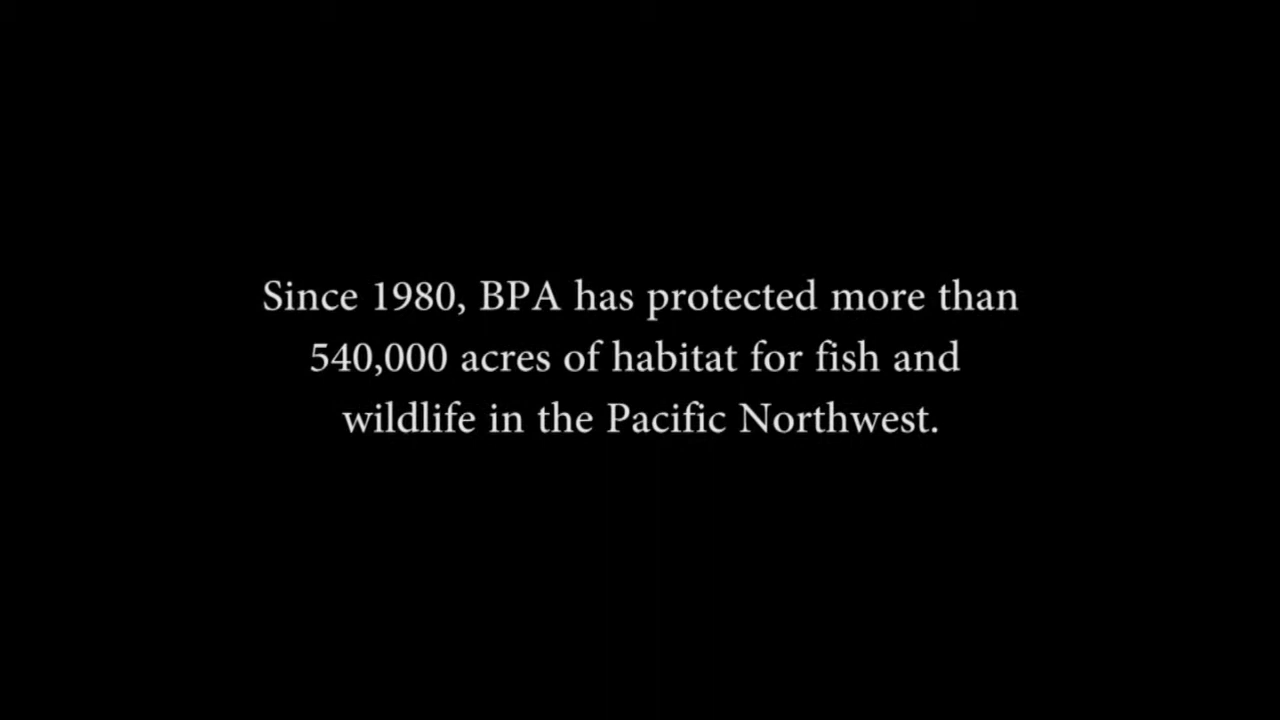 Since 1980, BPA has protected more than
540,000 acres of habitat for fish and
wildlife in the Pacific Northwest.